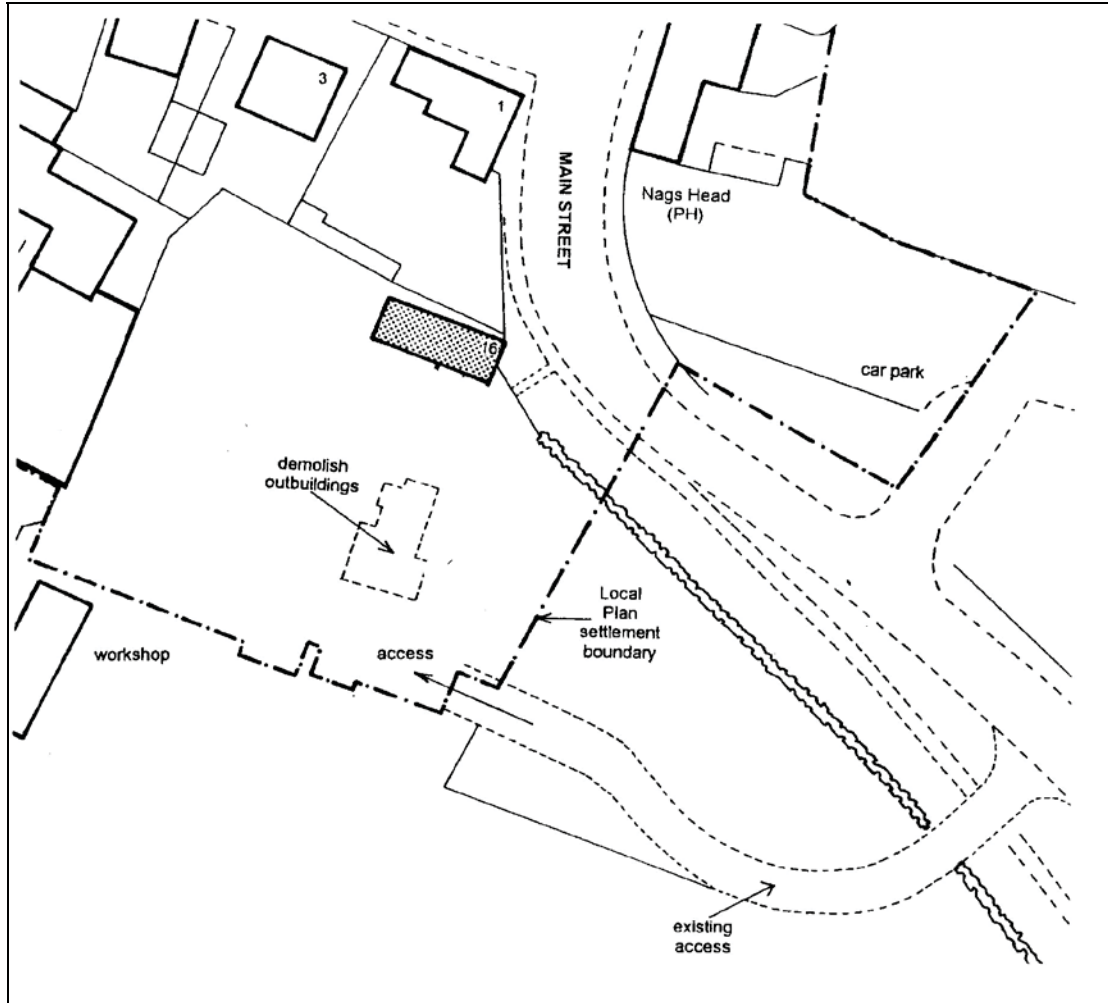 3
1
MAIN STREET
Nags Head
(PH)
16
car park
demolish
outbuildings
Local
Plan
settlement
boundary
workshop
access
existing
access